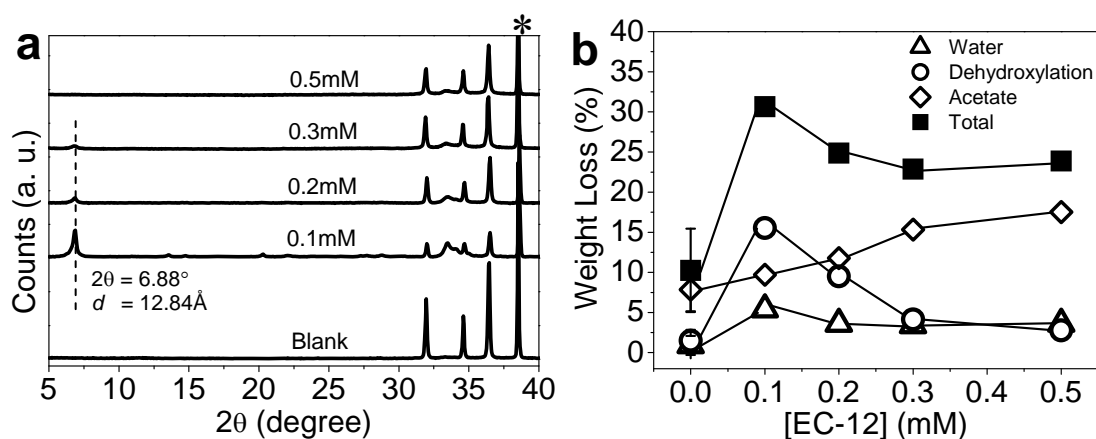 a
*
0.5mM
0.3mM
0.2mM
0.1mM
2θ = 6.88°
d = 12.84Å
Blank
Counts (a. u.)
5 10 15 20 25 30 35 40
2θ (degree)
b
Water
Dehydroxylation
Acetate
Total
40
35
30
25
20
15
10
5
0
Weight Loss (%)
0.0 0.1 0.2 0.3 0.4 0.5
[EC-12] (mM)